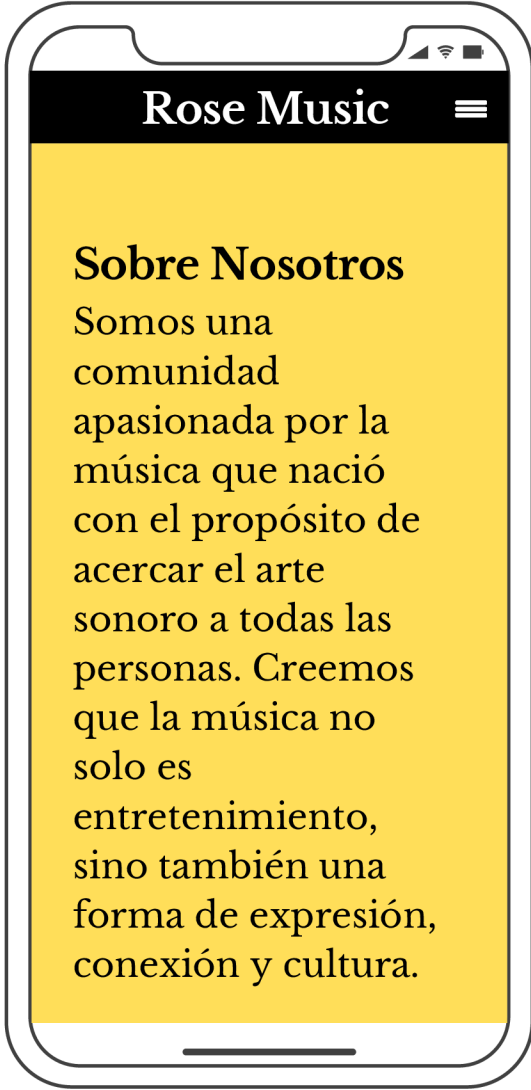 Rose Music
Sobre Nosotros
Somos una
comunidad
apasionada por la
música que nació
con el propósito de
acercar el arte
sonoro a todas las
personas. Creemos
que la música no
solo es
entretenimiento,
sino también una
forma de expresión,
conexión y cultura.